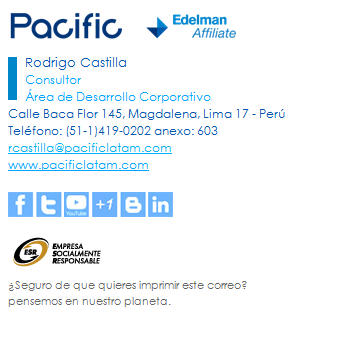 Pacific
Edelman
Affiliate
Rodrigo Castilla
Consultor
Área de Desarrollo Corporativo
Calle Baca Flor 145, Magdalena, Lima 17 - Perú
Teléfono: (51-1)419-0202 anexo: 603
rcastilla@pacificlatam.com
www.pacificlatam.com
f t You Tube +1 B in
ESR EMPRESA
SOCIALMENTE
RESPONSABLE
¿Seguro de que quieres imprimir este correo?
pensemos en nuestro planeta.